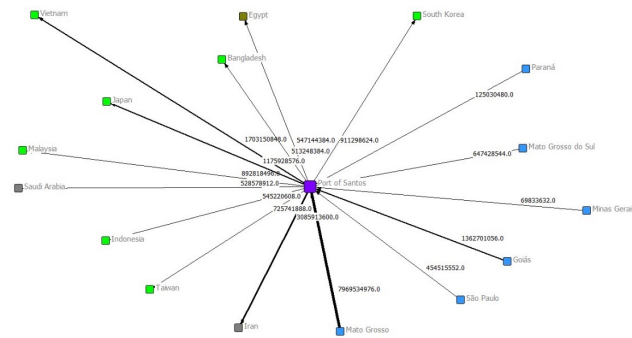 Vietnam
Egypt
South Korea
Bangladesh
Paraná
Japan
125030480.0
1703150848.0
547144384.0
911298624.0
Malaysia
513248384.0
647428544.0
Mato Grosso do Sul
1175928576.0
892818496.0
528578912.0
Port of Santos
Saudi Arabia
545220608.0
69833632.0
725741888.0
Minas Gerai
3085913600.0
Indonesia
1362701056.0
Goiás
454515552.0
7969534976.0
Taiwan
São Paulo
Iran
Mato Grosso